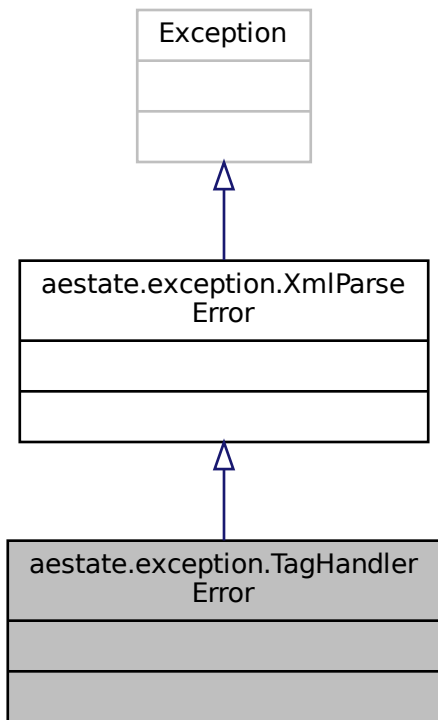 Exception
aestate.exception.XmlParse
Error
aestate.exception.TagHandler
Error